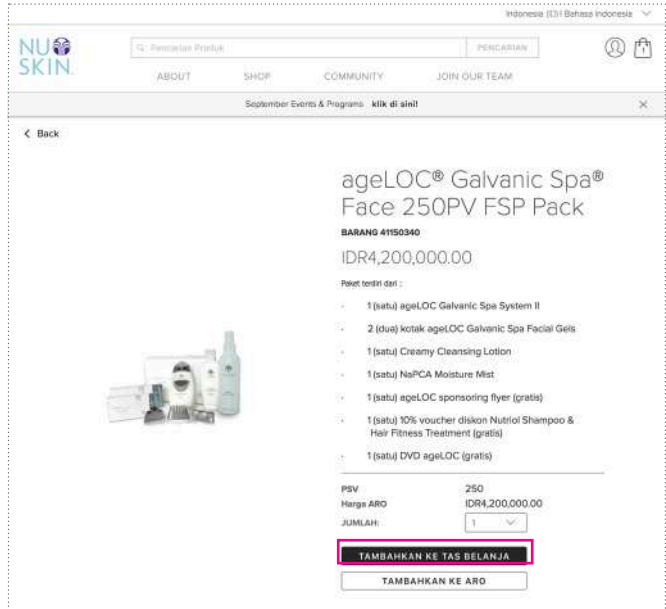 Indonesia (ID) | Bahasa Indonesia
NU
SKIN
Pencarian Produk
PENCARIAN
1
ABOUT
SHOP
COMMUNITY
JOIN OUR TEAM
September Events & Programs klik di sini!
Back
ageLOC® Galvanic Spa®
Face 250PV FSP Pack
BARANG 41150340
IDR4,200,000.00
Paket terdiri dari :
· 1 (satu) ageLOC Galvanic Spa System II
· 2 (dua) kotak ageLOC Galvanic Spa Facial Gels
· 1 (satu) Creamy Cleansing Lotion
· 1 (satu) NaPCA Moisture Mist
· 1 (satu) ageLOC sponsoring flyer (gratis)
· 1 (satu) 10% voucher diskon Nutriol Shampoo &
Hair Fitness Treatment (gratis)
· 1 (satu) DVD ageLOC (gratis)
PSV 250
Harga ARO IDR4,200,000.00
JUMLAH: 1
TAMBAHKAN KE TAS BELANJA
TAMBAHKAN KE ARO